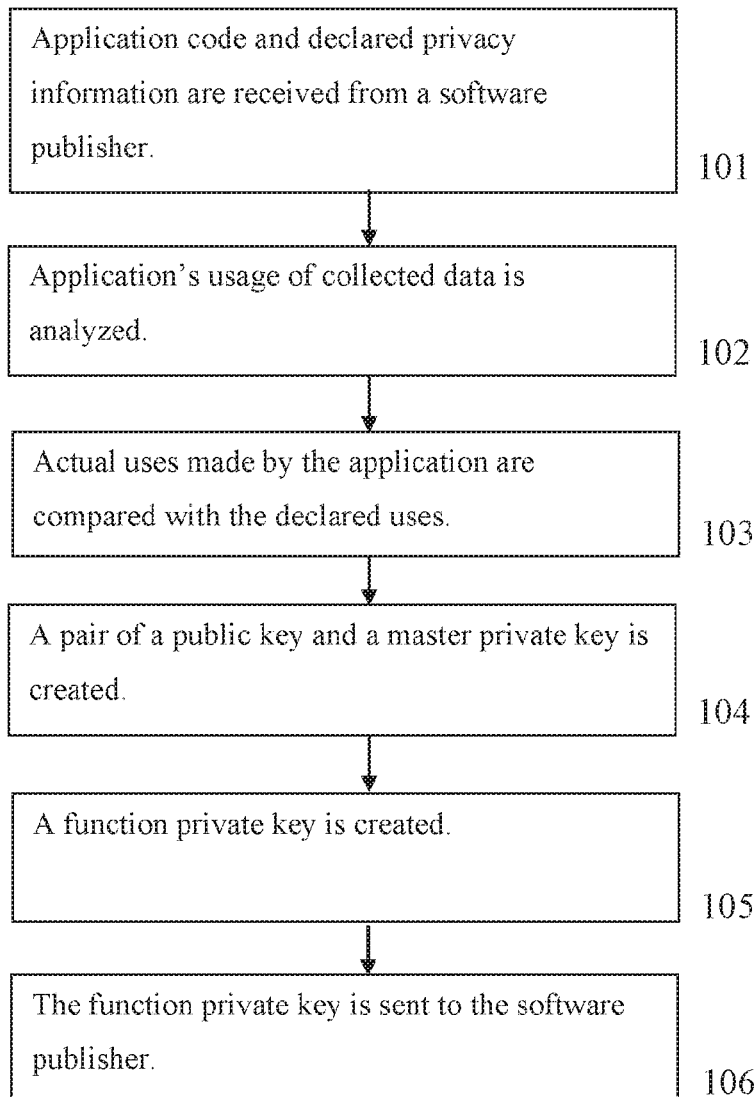 Application code and declared privacy
information are received from a software
publisher.
101
Application's usage of collected data is
analyzed.
102
Actual uses made by the application are
compared with the declared uses.
103
A pair of a public key and a master private key is
created.
104
A function private key is created.
105
The function private key is sent to the software
publisher.
106